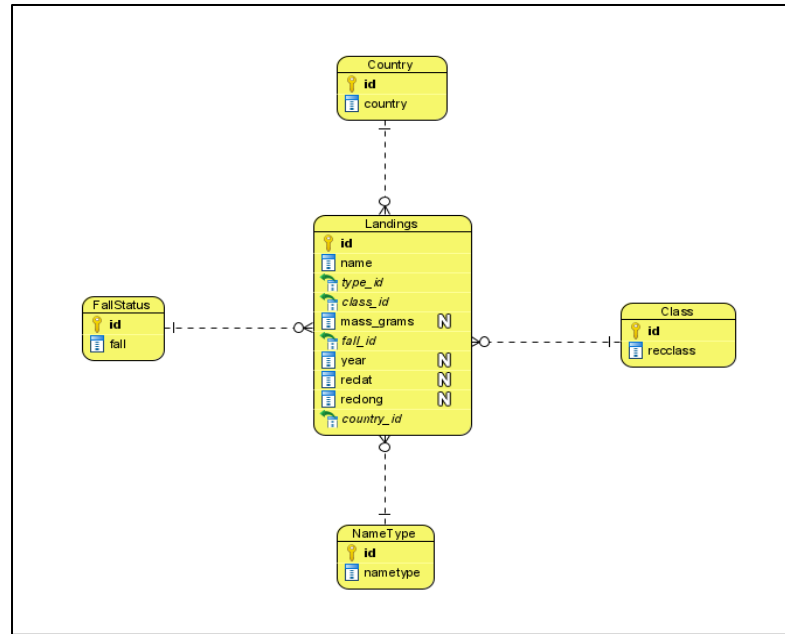 Country
id
country
Landings
id
name
type_id
class_id
mass_grams N
fall_id
year N
reclat N
reclong N
country_id
FallStatus
id
fall
Class
id
recclass
NameType
id
nametype